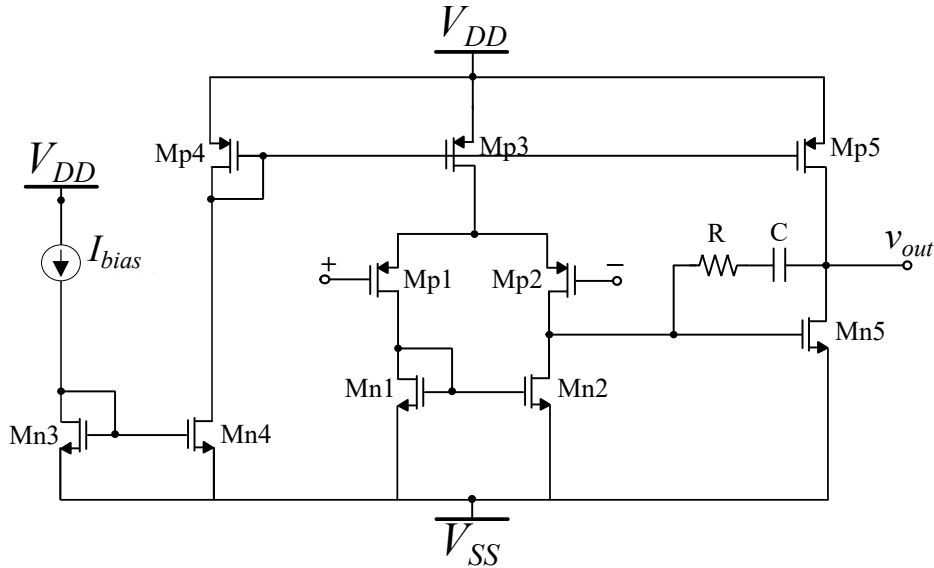 V_DD
Mp4
Mp3
Mp5
V_DD
I_bias
R
C
v_out
+
Mp1
Mp2
−
Mn5
Mn1
Mn2
Mn3
Mn4
V_SS